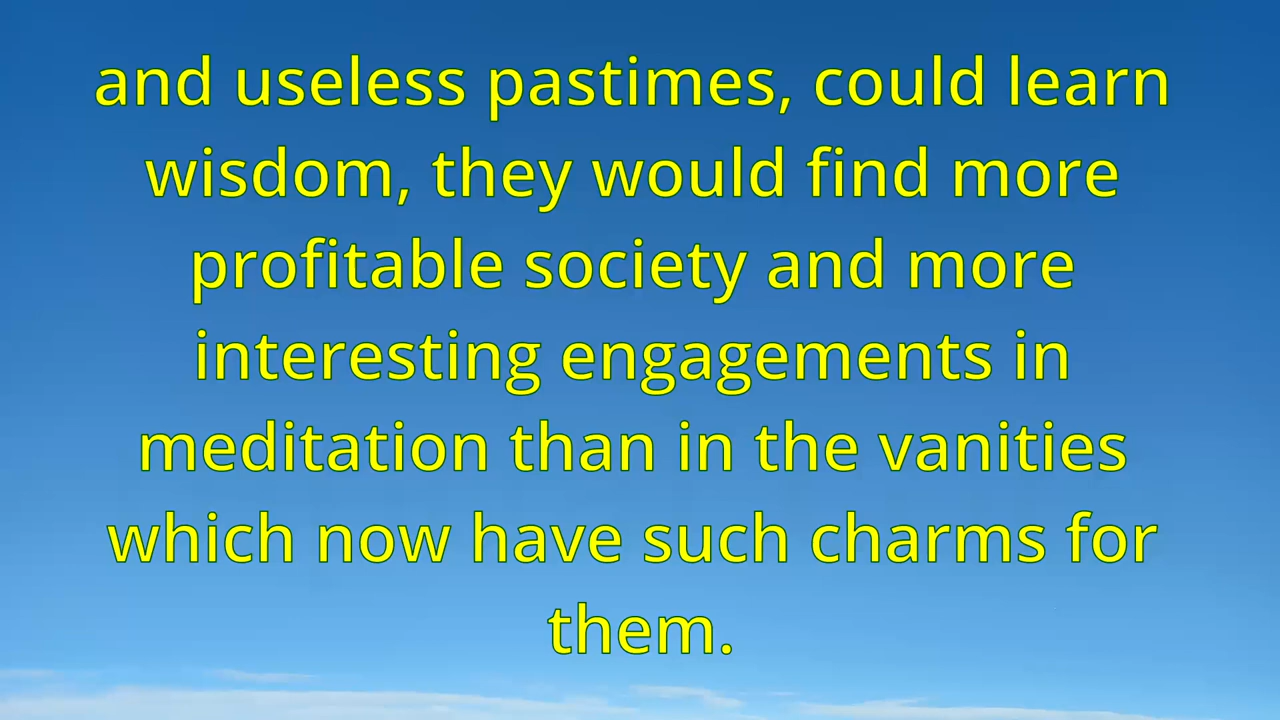 and useless pastimes, could learn
wisdom, they would find more
profitable society and more
interesting engagements in
meditation than in the vanities
which now have such charms for
them.